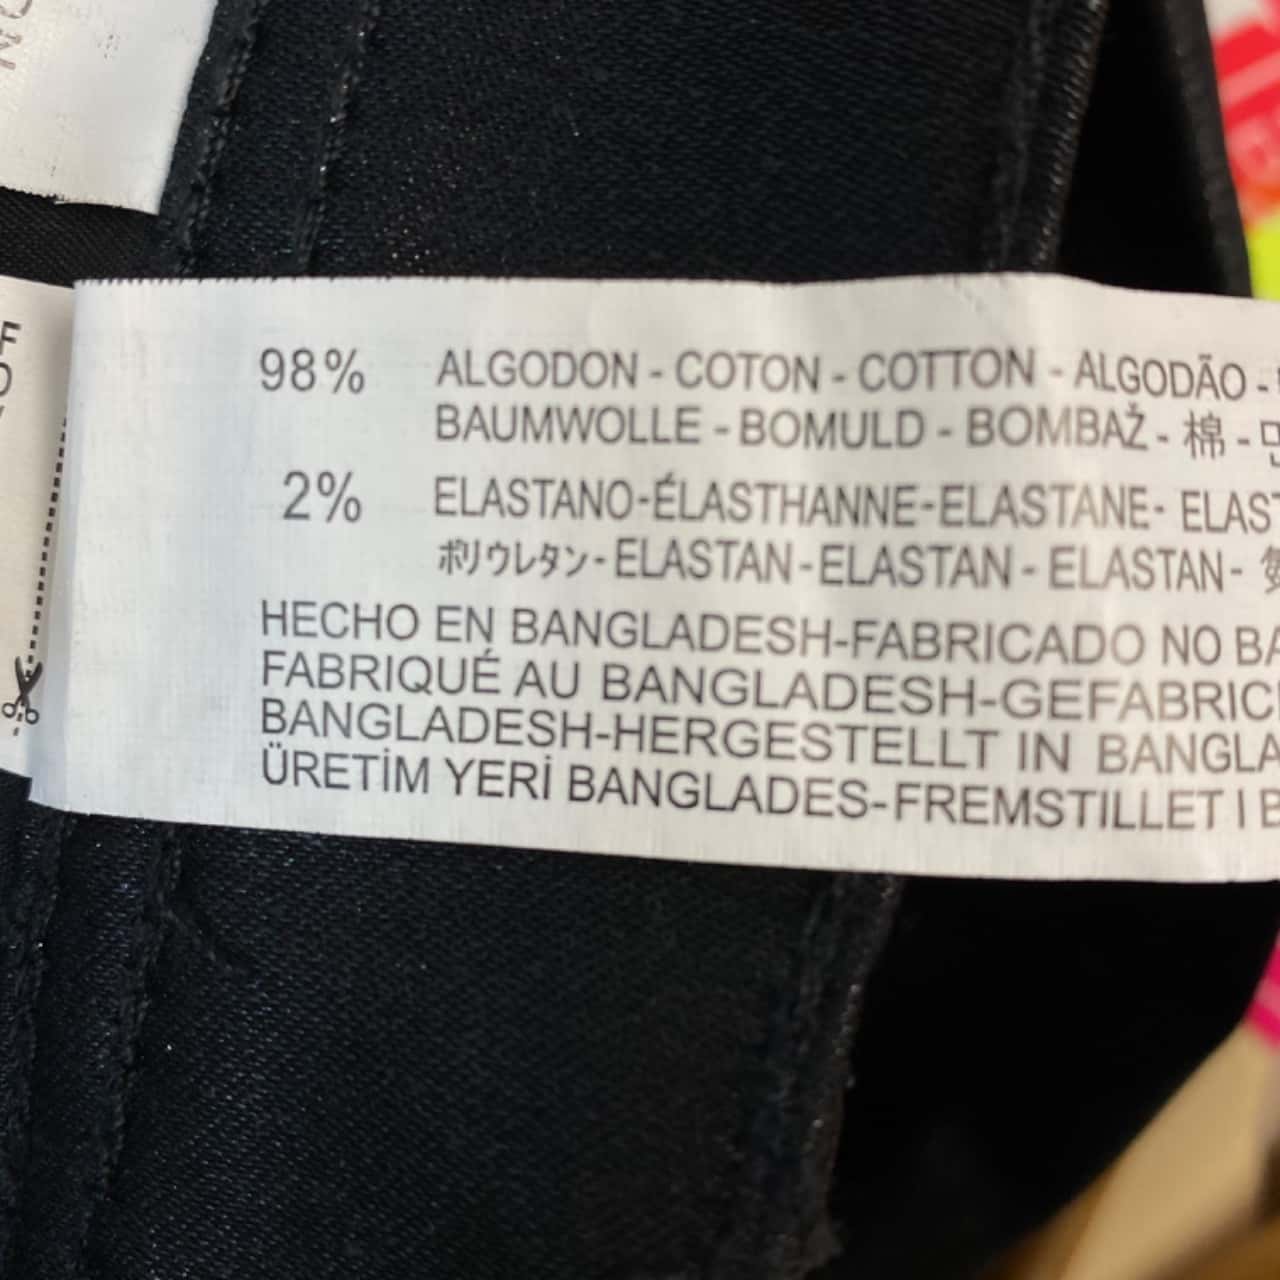 98% ALGODON - COTON - COTTON - ALGODÃO -
BAUMWOLLE - BOMULD - BOMBAŽ - 棉 -
2% ELASTANO-ÉLASTHANNE-ELASTANE-
ポリウレタン-ELASTAN-ELASTAN-ELASTAN-
HECHO EN BANGLADESH-FABRICADO NO
FABRIQUÉ AU BANGLADESH-
BANGLADESH-HERGESTELLT IN
ÜRETİM YERİ BANGLADES-FREMSTILLET I